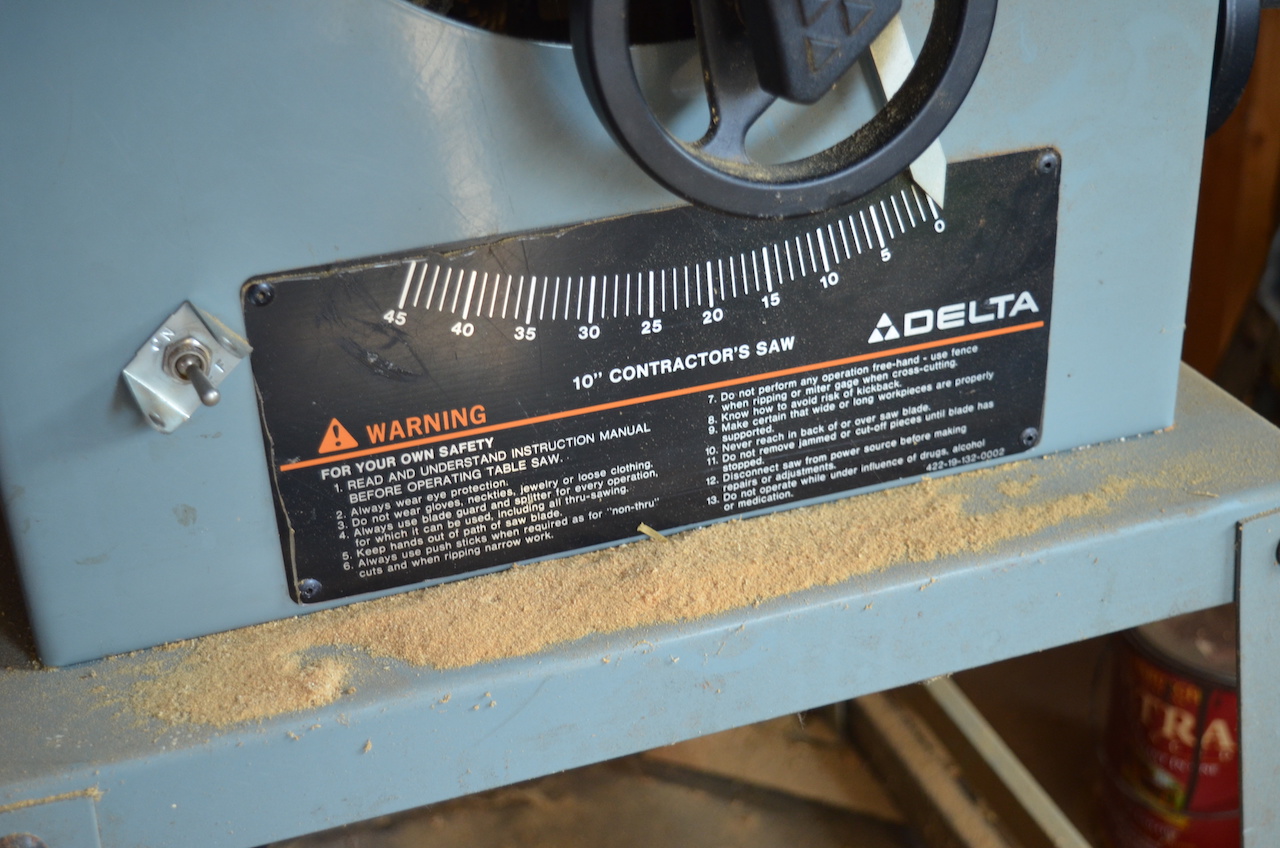 45 40 35 30 25 20 15 10 5 0
DELTA
10" CONTRACTOR'S SAW
WARNING
FOR YOUR OWN SAFETY
1. READ AND UNDERSTAND INSTRUCTION MANUAL
BEFORE OPERATING TABLE SAW.
2. Always wear eye protection.
3. Do not wear gloves, neckties, jewelry or loose clothing.
4. Always use blade guard and splitter for every operation,
for which it can be used, including all thru-sawing.
5. Keep hands out of path of saw blade.
6. Always use push sticks when required as for "non-thru"
cuts and when ripping narrow work.
7. Do not perform any operation free-hand - use fence
when ripping or miter gage when cross-cutting.
8. Know how to avoid risk of kickback.
9. Make certain that wide or long workpieces are properly
supported.
10. Never reach in back of or over saw blade.
11. Do not remove jammed or cut-off pieces until blade has
stopped.
12. Disconnect saw from power source before making
repairs or adjustments.
13. Do not operate while under influence of drugs, alcohol
or medication.
422-19-132-0002
TRA